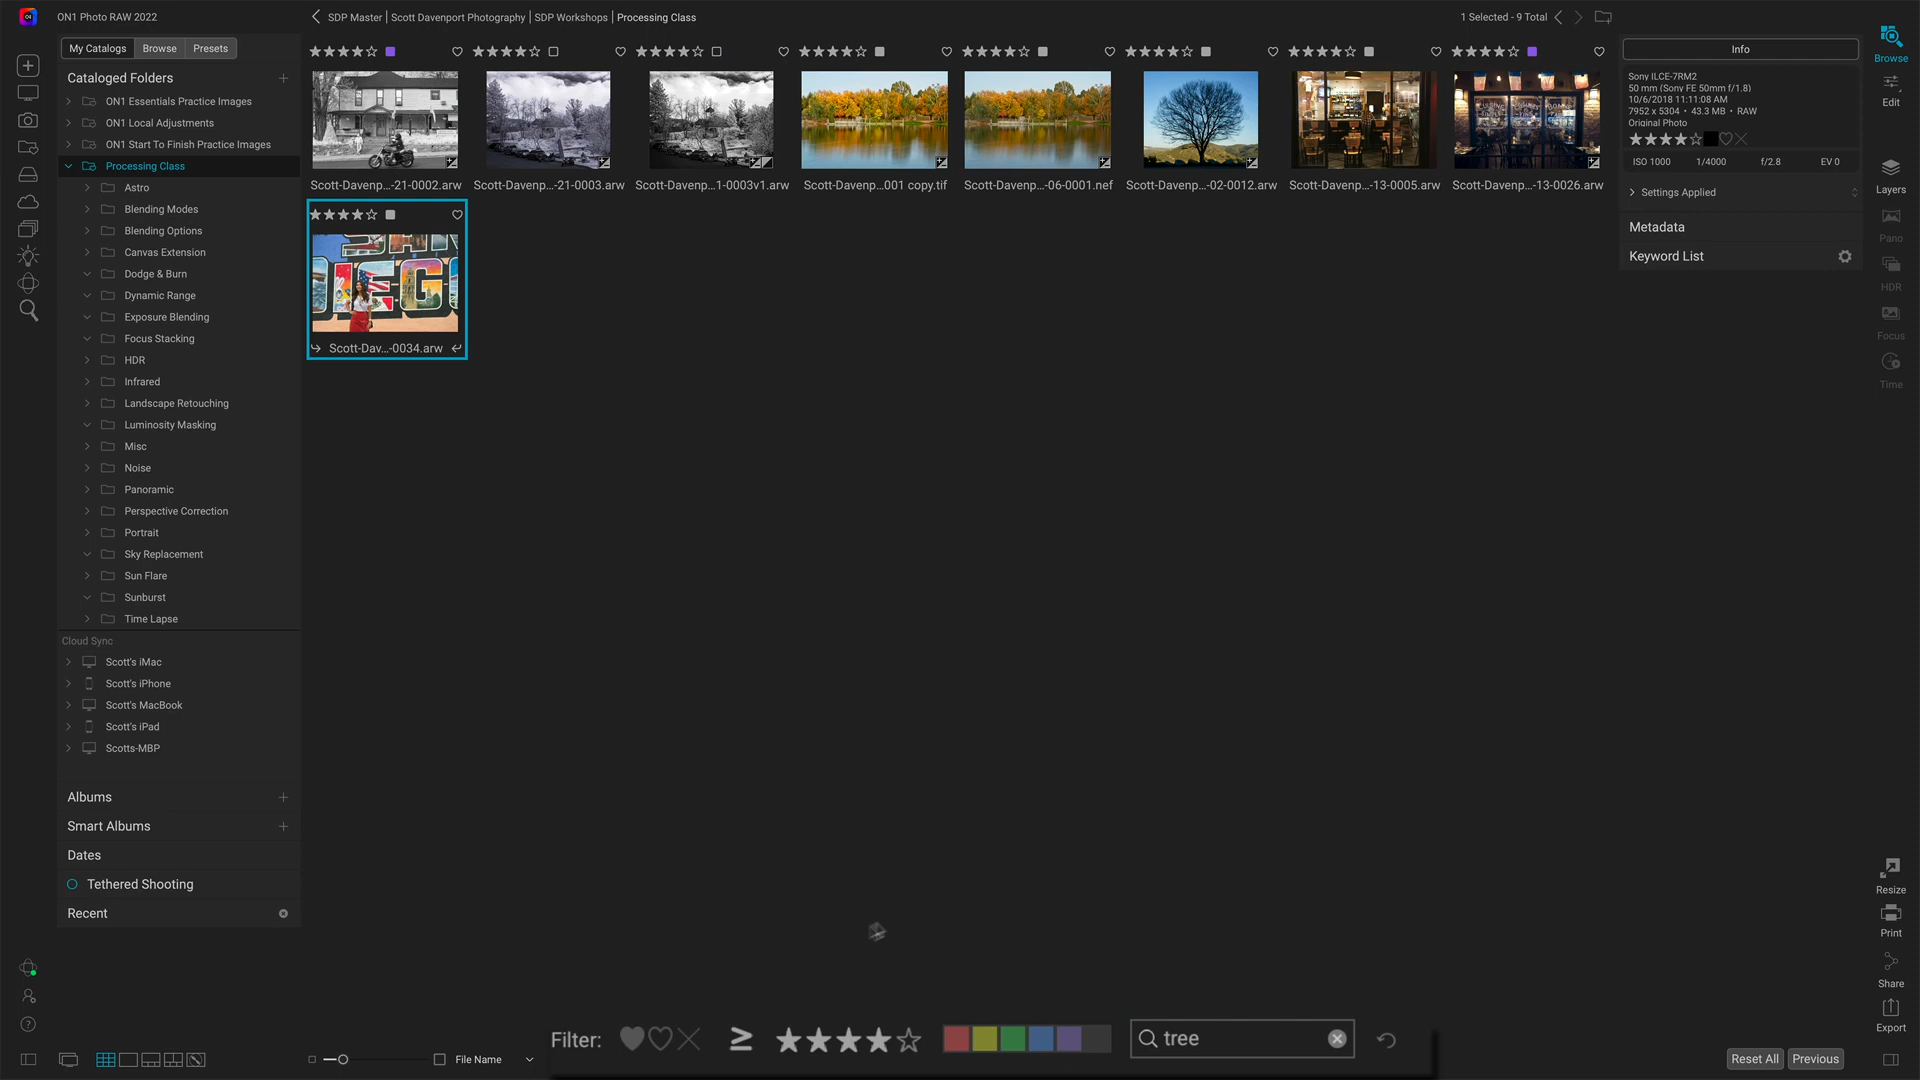 ON1 Photo RAW 2022
SDP Master | Scott Davenport Photography | SDP Workshops | Processing Class
1 Selected - 9 Total
My Catalogs
Browse
Presets
Cataloged Folders
ON1 Essentials Practice Images
ON1 Local Adjustments
ON1 Start To Finish Practice Images
Processing Class
Astro
Blending Modes
Blending Options
Canvas Extension
Dodge & Burn
Dynamic Range
Exposure Blending
Focus Stacking
HDR
Infrared
Landscape Retouching
Luminosity Masking
Misc
Noise
Panoramic
Perspective Correction
Portrait
Sky Replacement
Sun Flare
Sunburst
Time Lapse
Cloud Sync
Scott's iMac
Scott's iPhone
Scott's MacBook
Scott's iPad
Scotts-MBP
Albums
Smart Albums
Dates
Tethered Shooting
Recent
Scott-Davenp...-21-0002.arw
Scott-Davenp...-21-0003.arw
Scott-Davenp...1-0003v1.arw
Scott-Davenp...001 copy.tif
Scott-Davenp...-06-0001.nef
Scott-Davenp...-02-0012.arw
Scott-Davenp...-13-0005.arw
Scott-Davenp...-13-0026.arw
Scott-Dav...-0034.arw
File Name
Filter:
tree
Info
Sony ILCE-7RM2
50 mm (Sony FE 50mm f/1.8)
10/6/2018 11:11:08 AM
7952 x 5304 • 43.3 MB • RAW
Original Photo
ISO 1000
1/4000
f/2.8
EV 0
Settings Applied
Metadata
Keyword List
Browse
Edit
Layers
Pano
HDR
Focus
Time
Resize
Print
Share
Export
Reset All
Previous